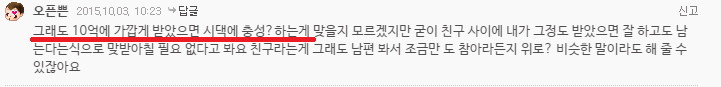 오픈쁜 2015,10,03, 10:23 답글 신고
그래도 10억에 가깝게 받았으면 시댁에 충성?하는게 맞을지 모르겠지만 굳이 친구 사이에 내가 그정도 받았으면 잘 하고도 남
는다는식으로 맞받아칠 필요 없다고 봐요 친구라는게 그래도 남편 봐서 조금만 도 참아라든지 위로? 비슷한 말이라도 해 줄 수
있잖아요